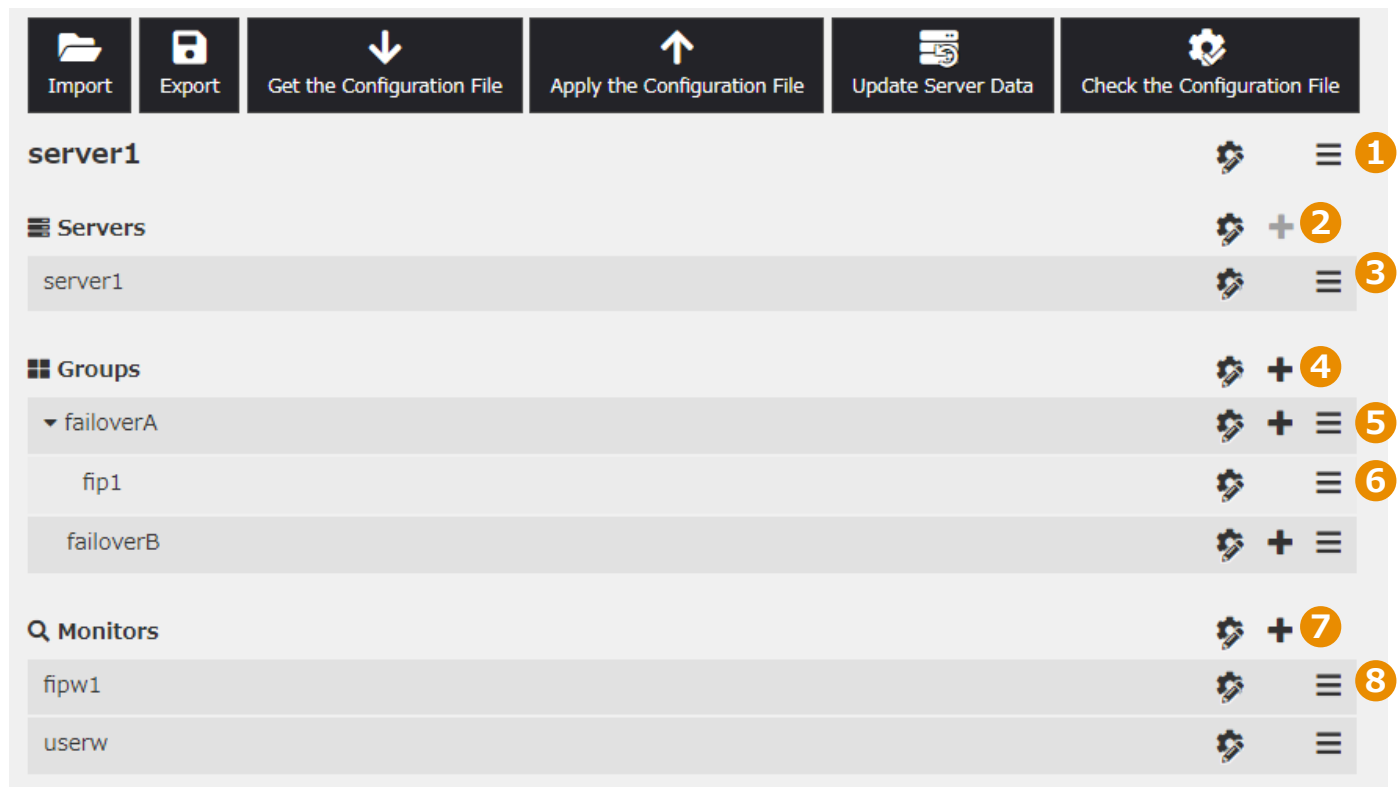 Import Export Get the Configuration File Apply the Configuration File Update Server Data Check the Configuration File
server1 1
Servers 2
server1 3
Groups 4
failoverA 5
fip1 6
failoverB
Monitors 7
fipw1 8
userw